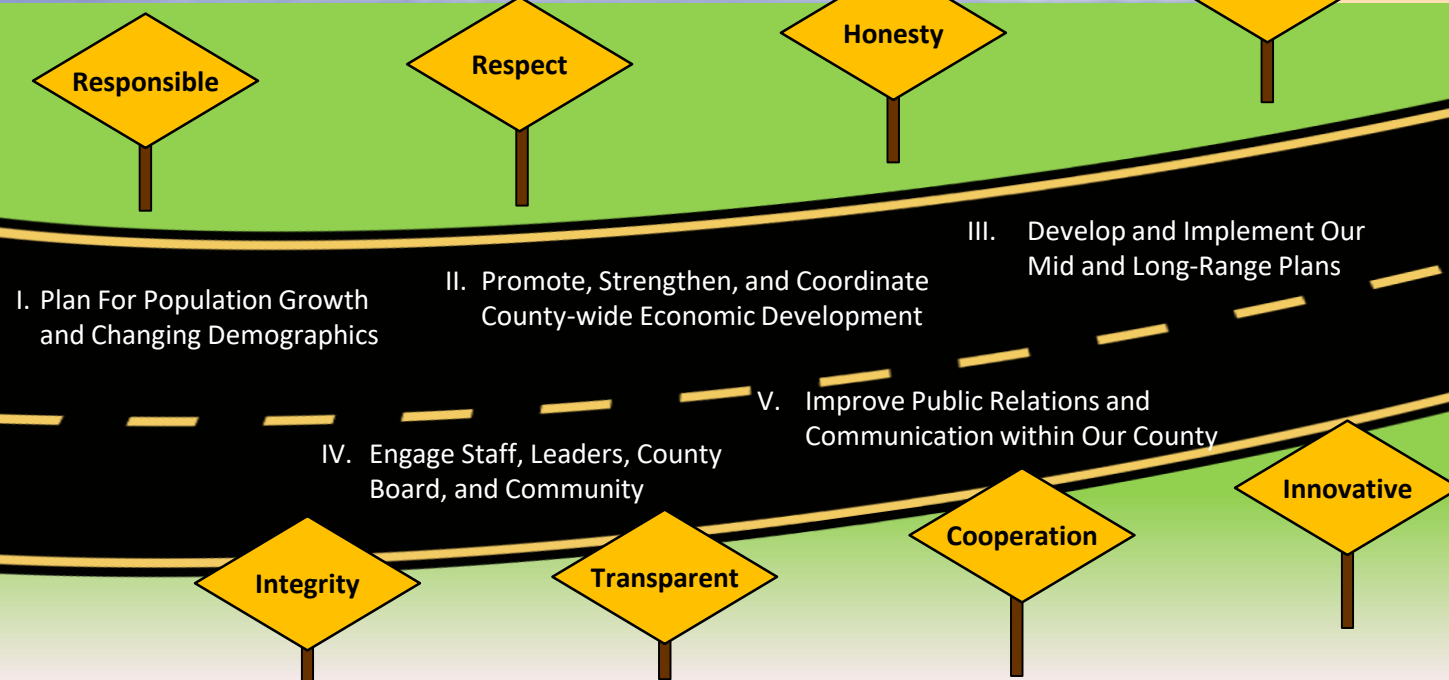 Responsible
Respect
Honesty
I. Plan For Population Growth
and Changing Demographics
II. Promote, Strengthen, and Coordinate
County-wide Economic Development
III. Develop and Implement Our
Mid and Long-Range Plans
IV. Engage Staff, Leaders, County
Board, and Community
V. Improve Public Relations and
Communication within Our County
Integrity
Transparent
Cooperation
Innovative